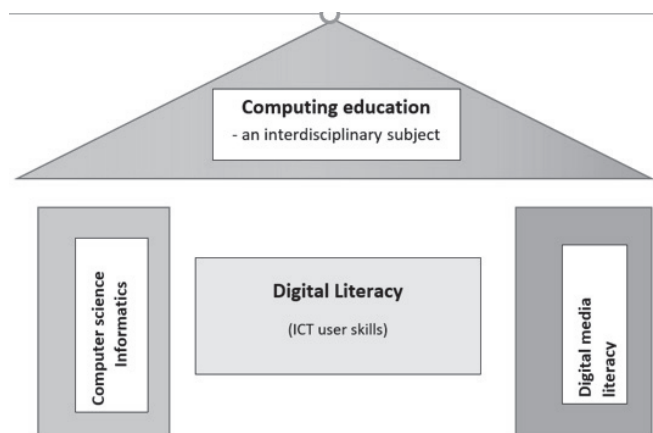 Computing education
- an interdisciplinary subject
Computer science
Informatics
Digital Literacy
(ICT user skills)
Digital media
literacy